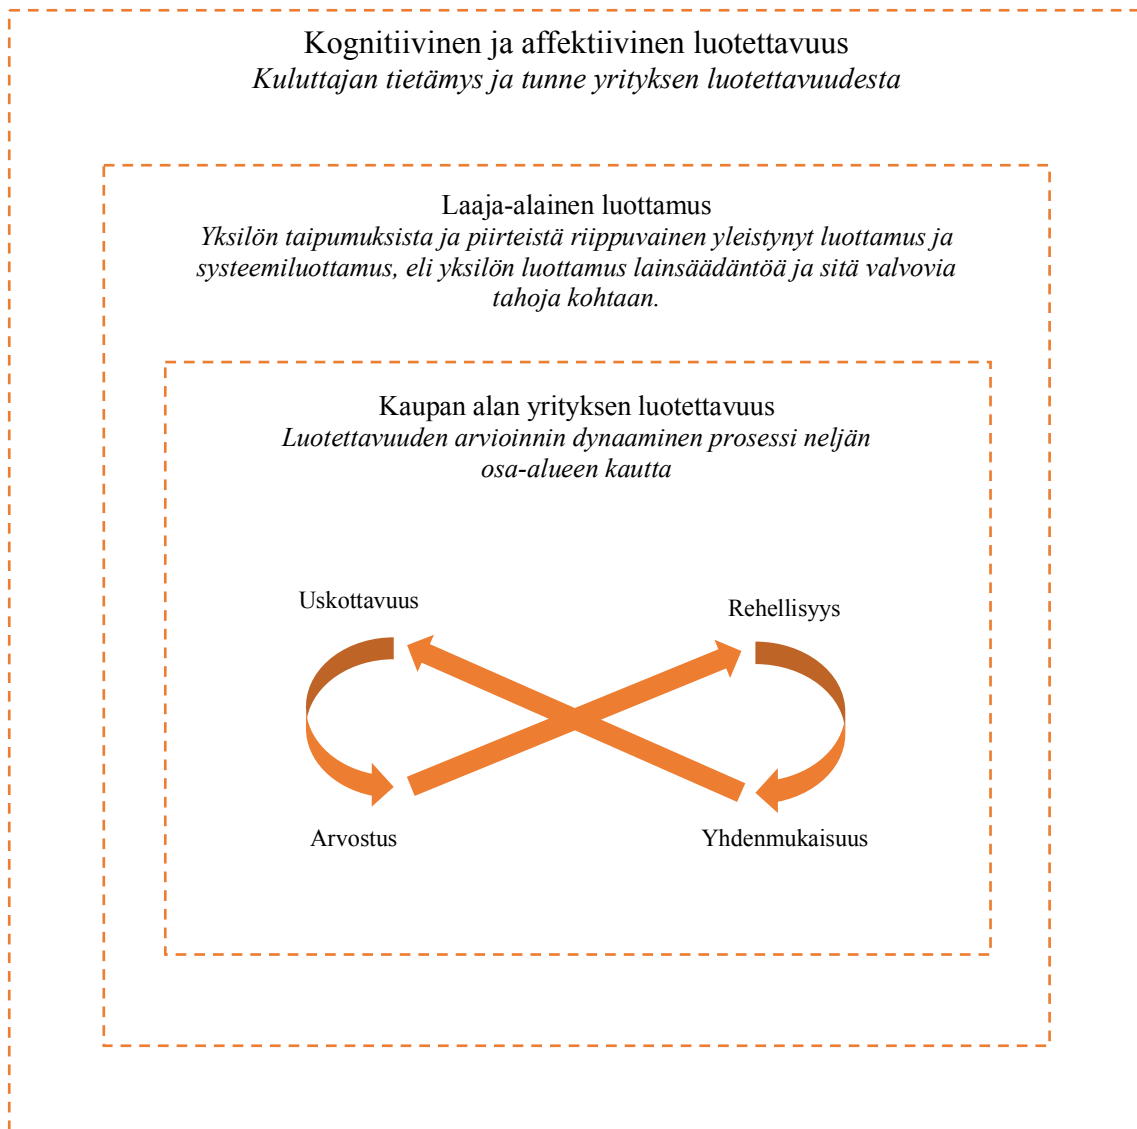 Kognitiivinen ja affektiivinen luotettavuus
Kuluttajan tietämys ja tunne yrityksen luotettavuudesta
Laaja-alainen luottamus
Yksilön taipumuksista ja piirteistä riippuvainen yleistynyt luottamus ja
systeemiluottamus, eli yksilön luottamus lainsäädäntöä ja sitä valvovia
tahoja kohtaan.
Kaupan alan yrityksen luotettavuus
Luotettavuuden arvioinnin dynaaminen prosessi neljän
osa-alueen kautta
Uskottavuus
Rehellisyys
Arvostus
Yhdenmukaisuus